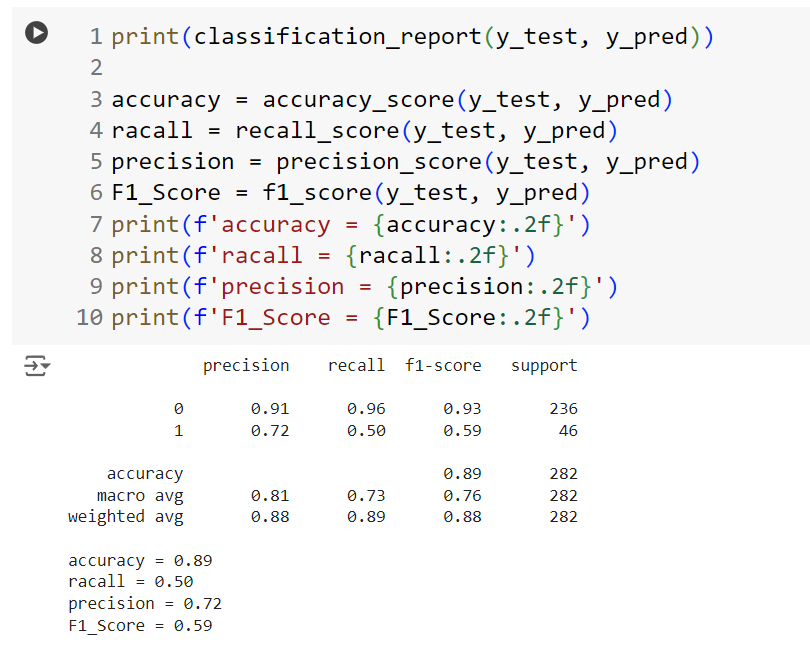 1 print(classification_report(y_test, y_pred))
2
3 accuracy = accuracy_score(y_test, y_pred)
4 racall = recall_score(y_test, y_pred)
5 precision = precision_score(y_test, y_pred)
6 F1_Score = f1_score(y_test, y_pred)
7 print(f'accuracy = {accuracy:.2f}')
8 print(f'racall = {racall:.2f}')
9 print(f'precision = {precision:.2f}')
10 print(f'F1_Score = {F1_Score:.2f}')
precision recall f1-score support
0 0.91 0.96 0.93 236
1 0.72 0.50 0.59 46
accuracy 0.89 282
macro avg 0.81 0.73 0.76 282
weighted avg 0.88 0.89 0.88 282
accuracy = 0.89
racall = 0.50
precision = 0.72
F1_Score = 0.59